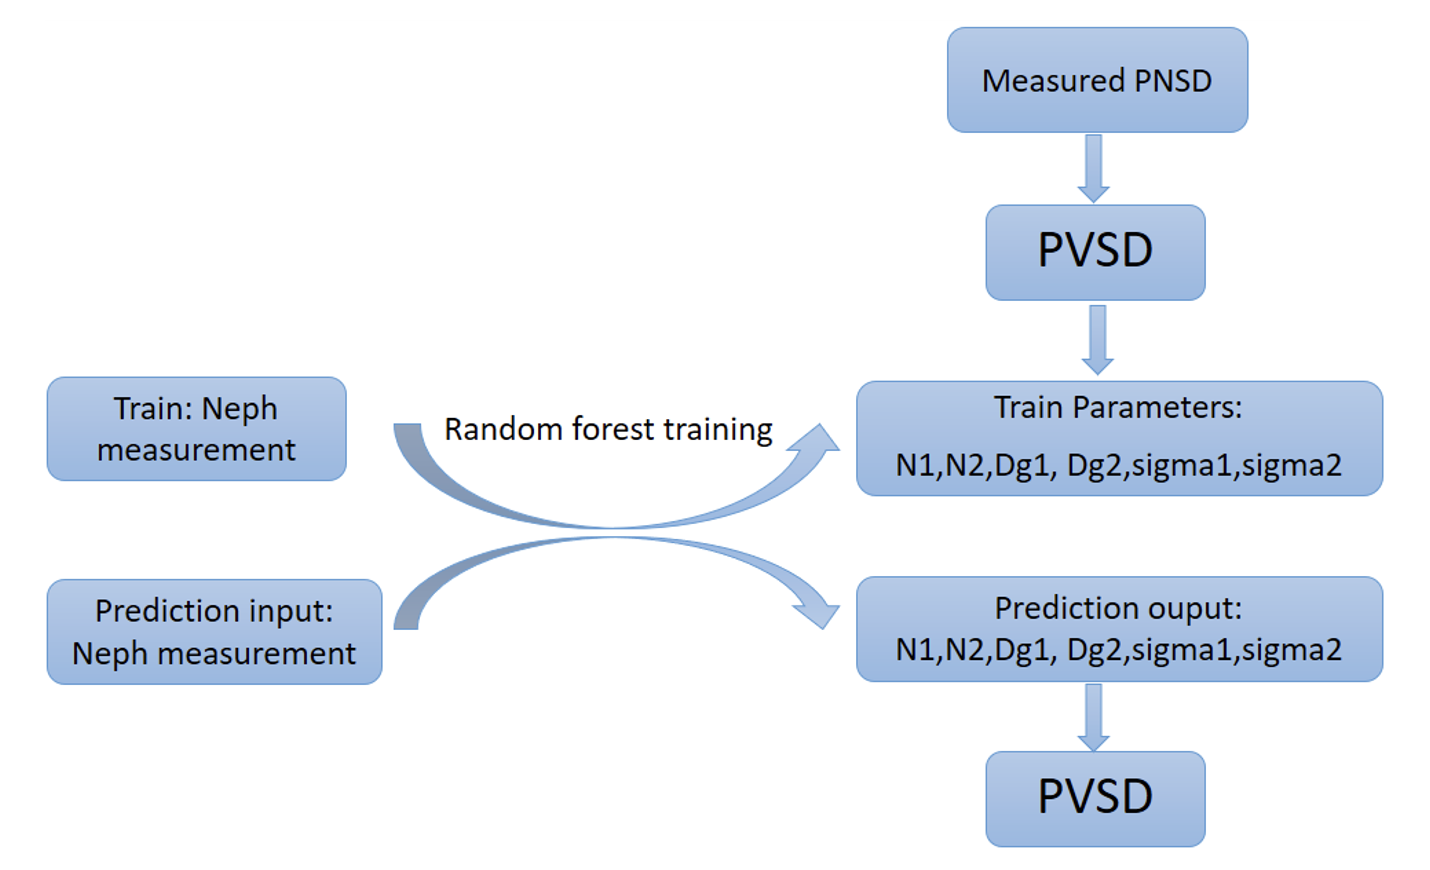 Measured PNSD
PVSD
Train: Neph
measurement
Random forest training
Train Parameters:
N1,N2,Dg1, Dg2,sigma1,sigma2
Prediction input:
Neph measurement
Prediction ouput:
N1,N2,Dg1, Dg2,sigma1,sigma2
PVSD